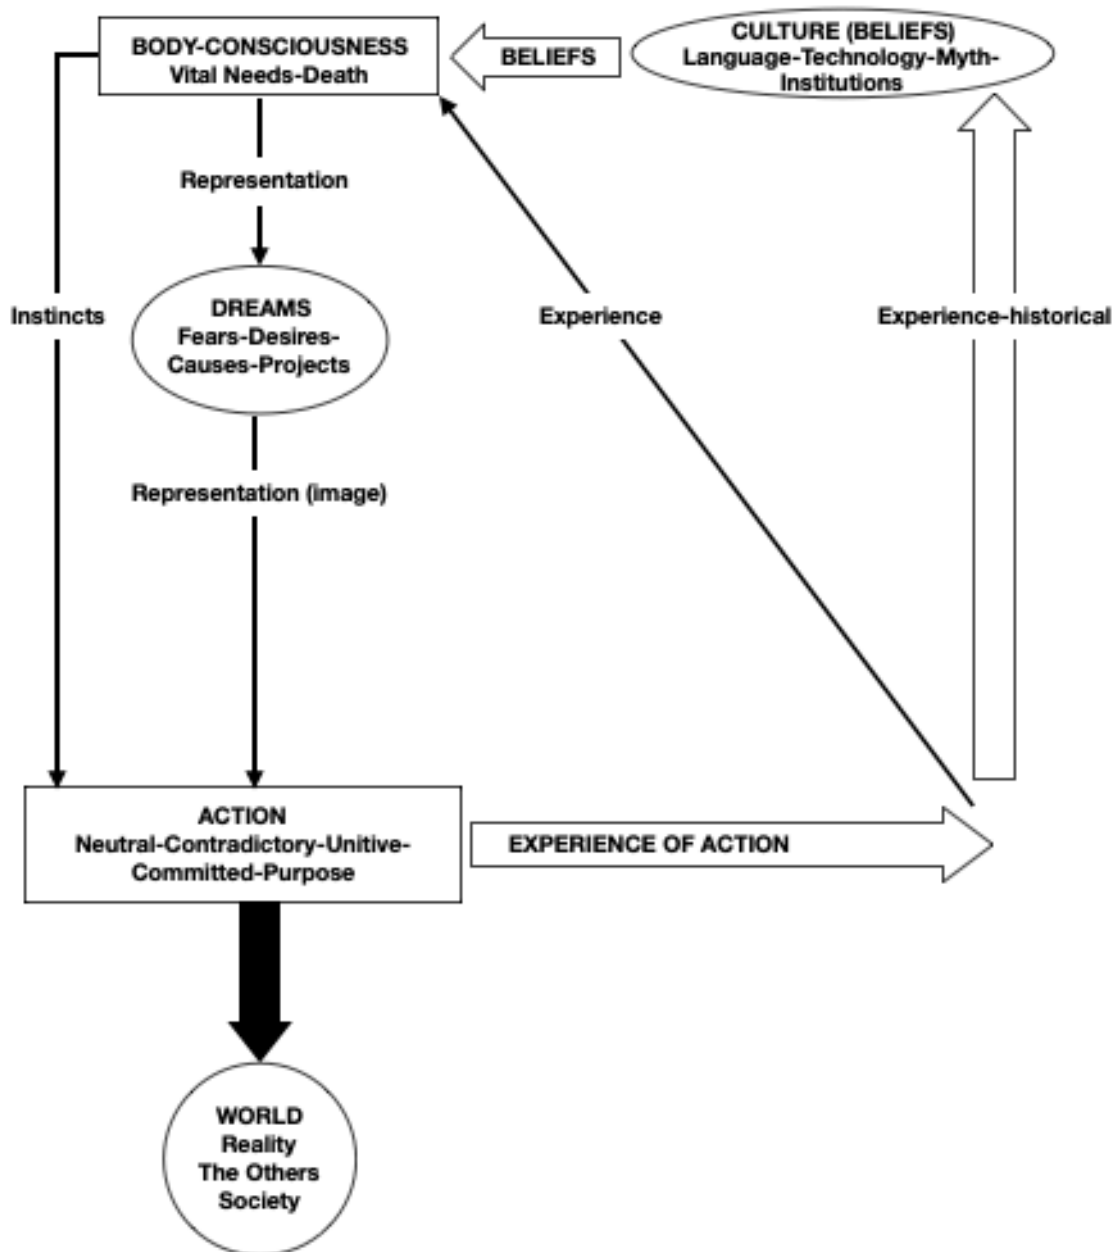 BODY-CONSCIOUSNESS
Vital Needs-Death
BELIEFS
CULTURE (BELIEFS)
Language-Technology-Myth-
Institutions
Representation
Instincts
DREAMS
Fears-Desires-
Causes-Projects
Experience
Experience-historical
Representation (image)
ACTION
Neutral-Contradictory-Unitive-
Committed-Purpose
EXPERIENCE OF ACTION
WORLD
Reality
The Others
Society